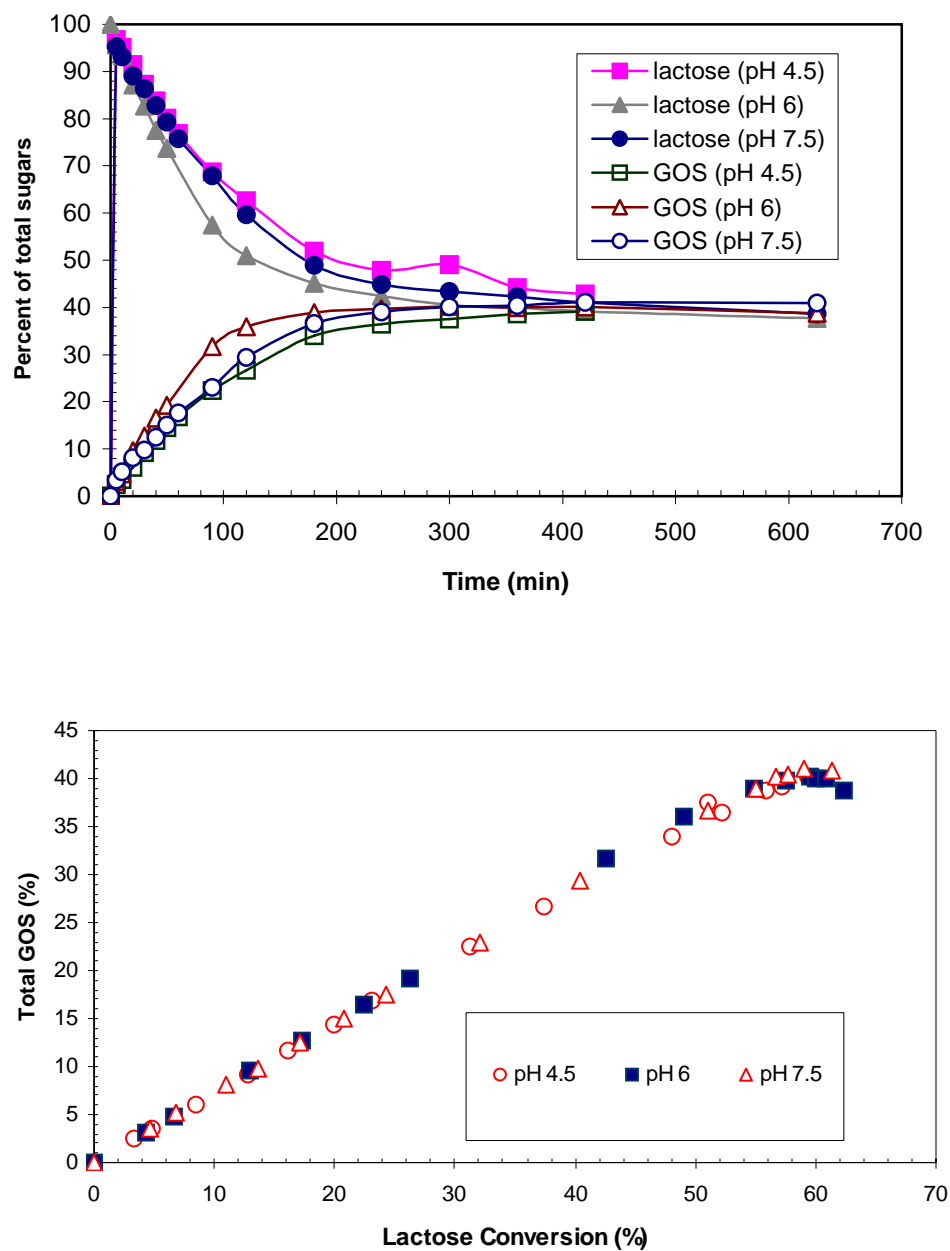 100
90
80
70
60
50
40
30
20
10
0
Percent of total sugars
lactose (pH 4.5)
lactose (pH 6)
lactose (pH 7.5)
GOS (pH 4.5)
GOS (pH 6)
GOS (pH 7.5)
0 100 200 300 400 500 600 700
Time (min)
45
40
35
30
25
20
15
10
5
0
Total GOS (%)
pH 4.5 pH 6 pH 7.5
0 10 20 30 40 50 60 70
Lactose Conversion (%)